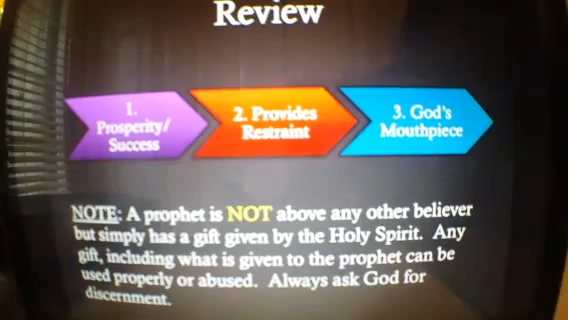 Review
1.
Prosperity/
Success
2. Provides
Restraint
3. God's
Mouthpiece
NOTE: A prophet is NOT above any other believer
but simply has a gift given by the Holy Spirit. Any
gift, including what is given to the prophet can be
used properly or abused. Always ask God for
discernment.